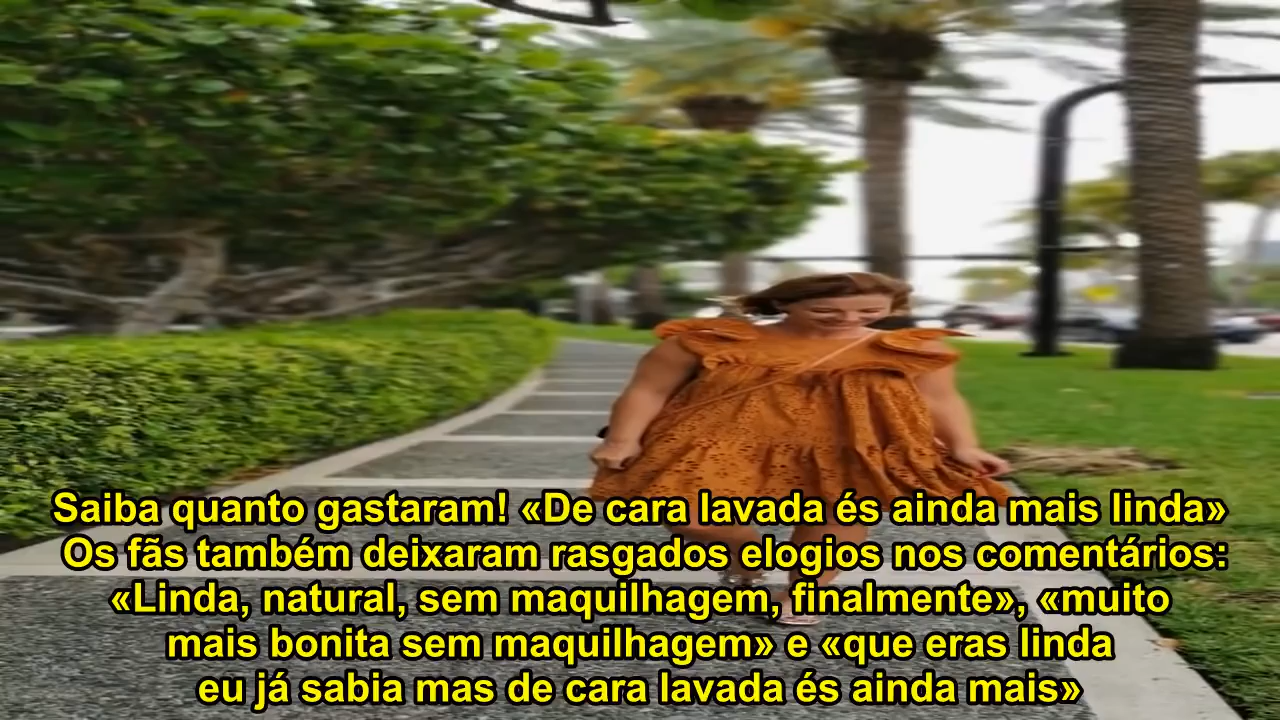 Saiba quanto gastaram! «De cara lavada és ainda mais linda»
Os fãs também deixaram rasgados elogios nos comentários:
«Linda, natural, sem maquilhagem, finalmente», «muito
mais bonita sem maquilhagem» e «que eras linda
eu já sabia mas de cara lavada és ainda mais»